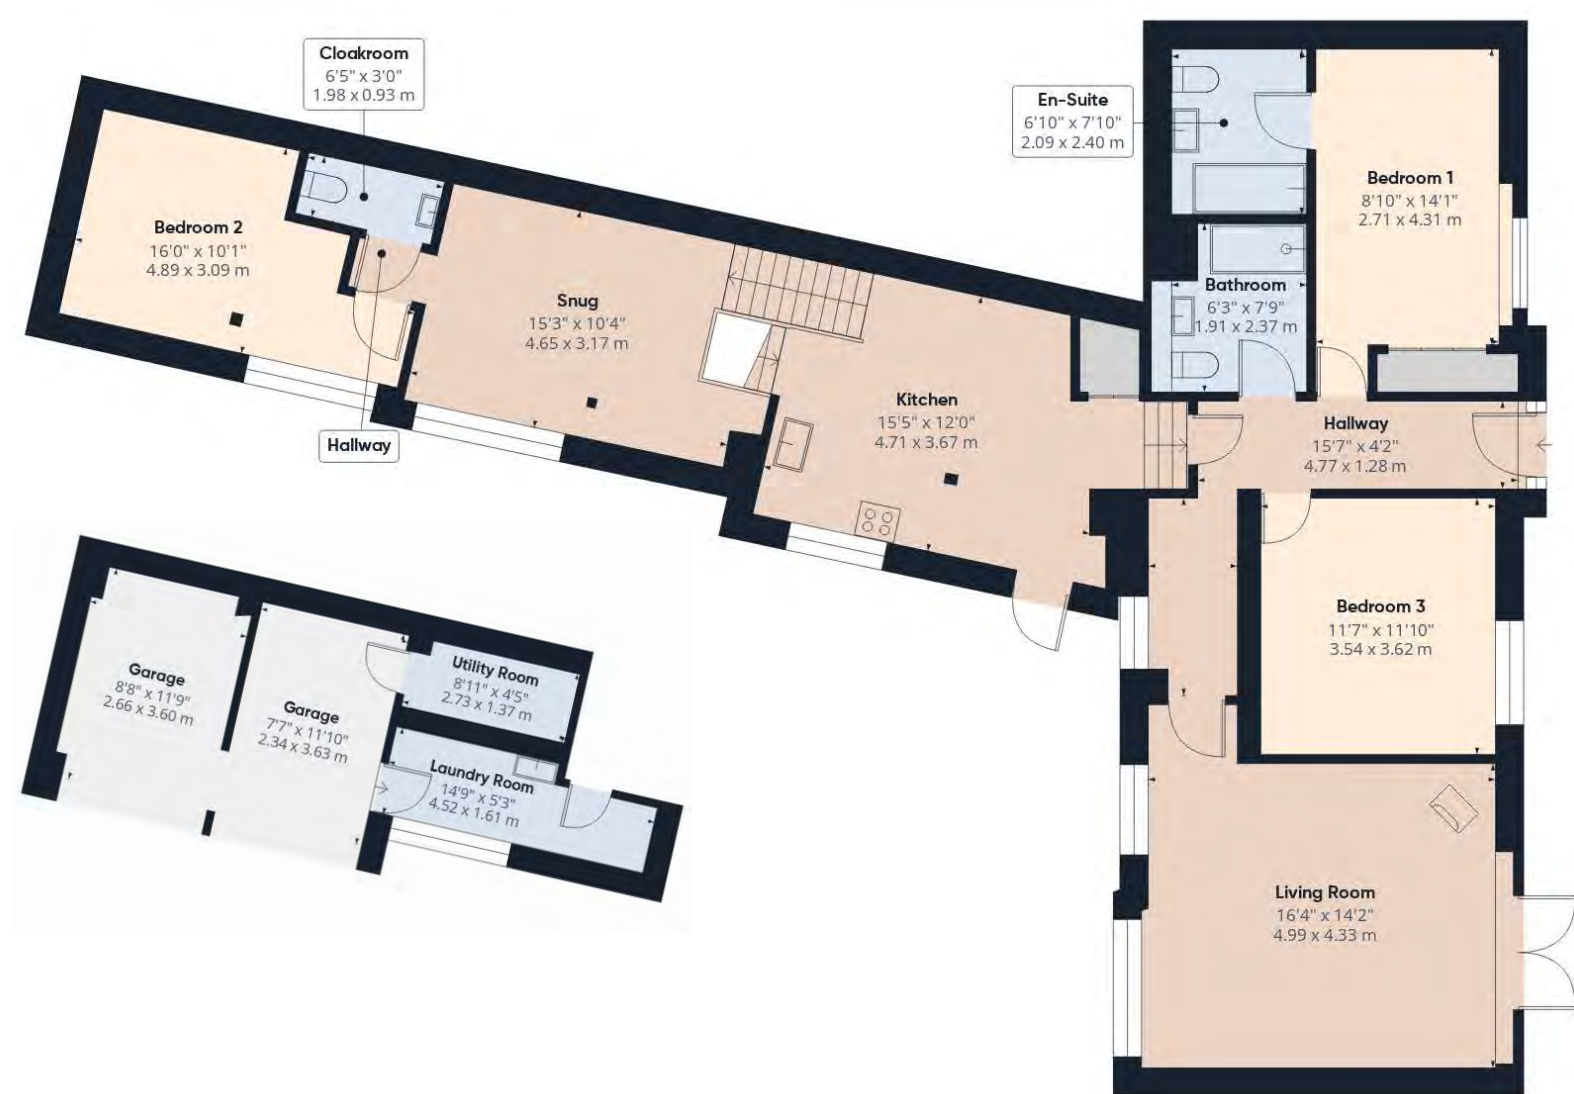 Cloakroom
6'5" x 3'0"
1.98 x 0.93 m
En-Suite
6'10" x 7'10"
2.09 x 2.40 m
Bedroom 1
8'10" x 14'1"
2.71 x 4.31 m
Bedroom 2
16'0" x 10'1"
4.89 x 3.09 m
Snug
15'3" x 10'4"
4.65 x 3.17 m
Bathroom
6'3" x 7'9"
1.91 x 2.37 m
Kitchen
15'5" x 12'0"
4.71 x 3.67 m
Hallway
Hallway
15'7" x 4'2"
4.77 x 1.28 m
Bedroom 3
11'7" x 11'10"
3.54 x 3.62 m
Garage
8'8" x 11'9"
2.66 x 3.60 m
Garage
7'7" x 11'10"
2.34 x 3.63 m
Utility Room
8'11" x 4'5"
2.73 x 1.37 m
Laundry Room
14'9" x 5'3"
4.52 x 1.61 m
Living Room
16'4" x 14'2"
4.99 x 4.33 m